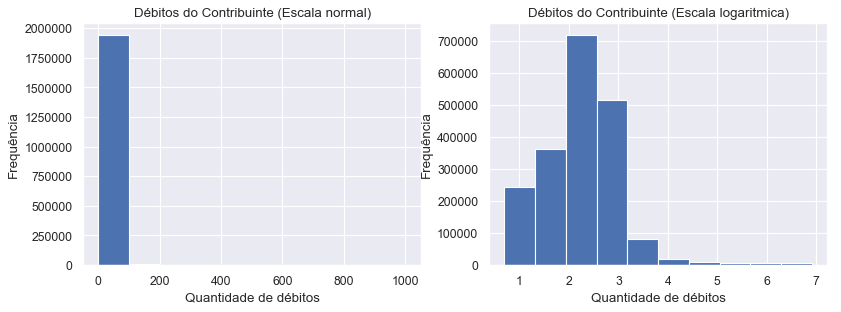 Débitos do Contribuinte (Escala normal)
2000000
1750000
1500000
1250000
1000000
750000
500000
250000
0
Frequência
0 200 400 600 800 1000
Quantidade de débitos
Débitos do Contribuinte (Escala logaritmica)
700000
600000
500000
400000
300000
200000
100000
0
Frequência
1 2 3 4 5 6 7
Quantidade de débitos